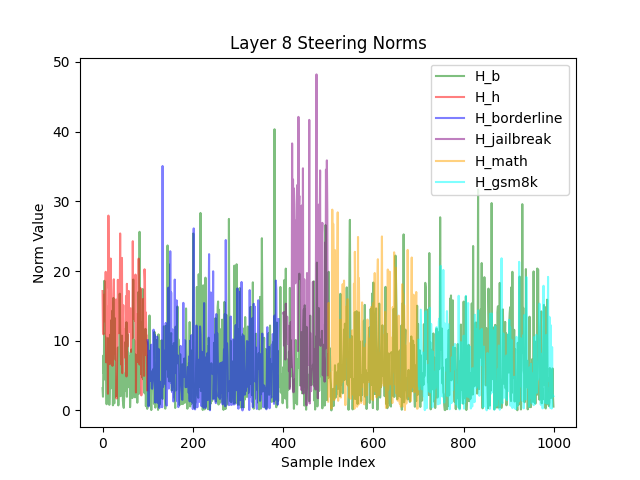 Layer 8 Steering Norms
50
40
30
20
10
0
Norm Value
H_b
H_h
H_borderline
H_jailbreak
H_math
H_gsm8k
0
200
400
600
800
1000
Sample Index